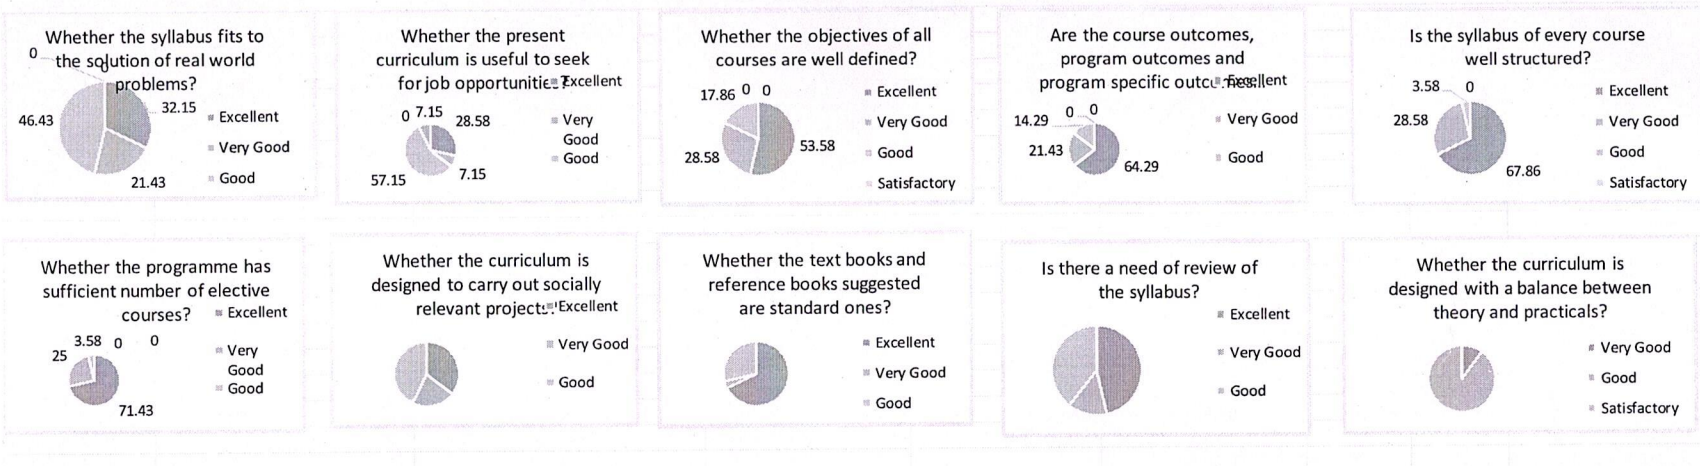 Whether the syllabus fits to
the solution of real world
problems?
0
46.43
32.15
21.43
Excellent
Very Good
Good
Whether the present
curriculum is useful to seek
for job opportunities?
Excellent
0 7.15
28.58
57.15
7.15
Very
Good
Good
Whether the objectives of all
courses are well defined?
17.86 0 0
28.58
53.58
Excellent
Very Good
Good
Satisfactory
Are the course outcomes,
program outcomes and
program specific
Excellent
0 0
14.29
21.43
64.29
Very Good
Good
Is the syllabus of every course
well structured?
3.58 0
28.58
67.86
Excellent
Very Good
Good
Satisfactory
Whether the programme has
sufficient number of elective
courses?
Excellent
3.58 0 0
25
71.43
Very
Good
Good
Whether the curriculum is
designed to carry out socially
relevant
Excellent
Very Good
Good
Whether the text books and
reference books suggested
are standard ones?
Excellent
Very Good
Good
Is there a need of review of
the syllabus?
Excellent
Very Good
Good
Whether the curriculum is
designed with a balance between
theory and practicals?
Very Good
Good
Satisfactory